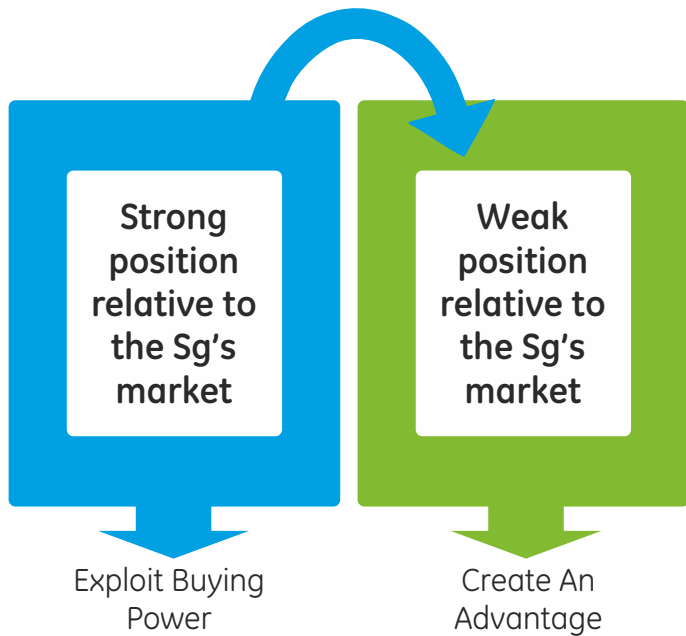 Strong
position
relative to
the Sg's
market
Weak
position
relative to
the Sg's
market
Exploit Buying
Power
Create An
Advantage